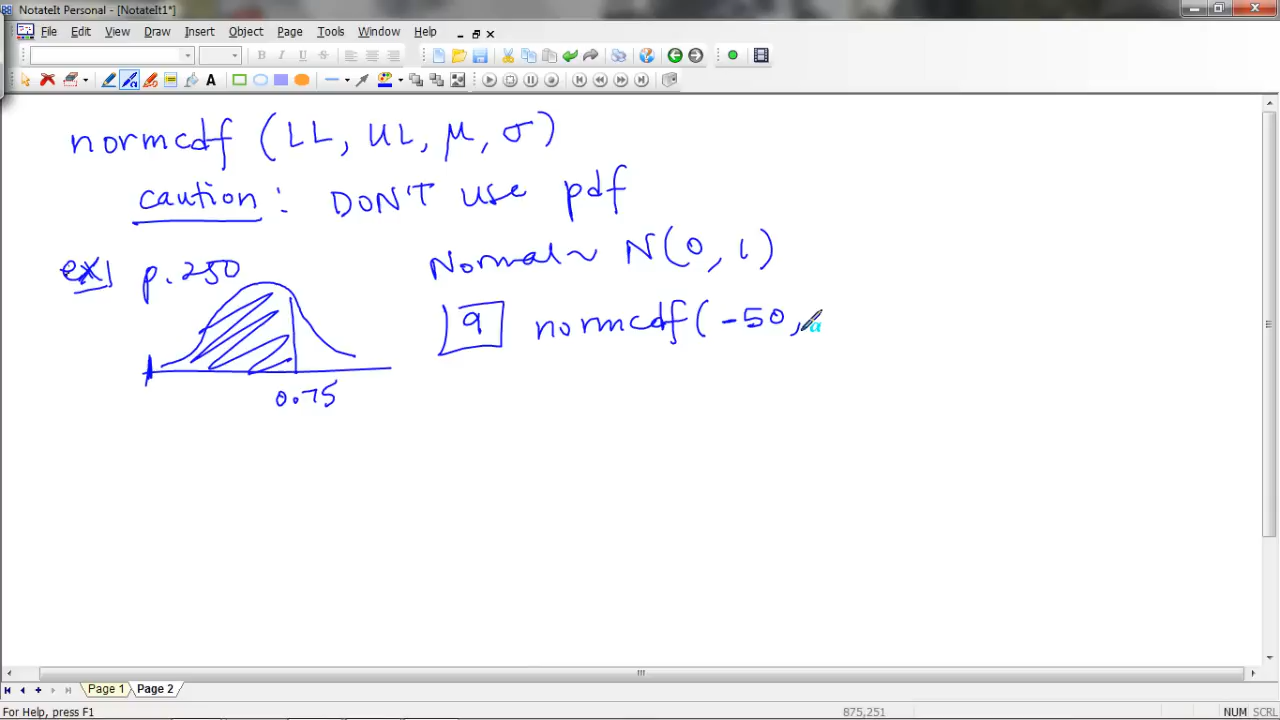 NotateIt Personal - [NotateIt1*]
File Edit View Draw Insert Object Page Tools Window Help
B I U S
A
normcdf (LL, UL, μ, σ)
caution : DON'T use pdf
ex) p.250
Normal ~ N(0, 1)
9 normcdf( -50,
0.75
Page 1 Page 2
For Help, press F1 875,251 NUM SCRL